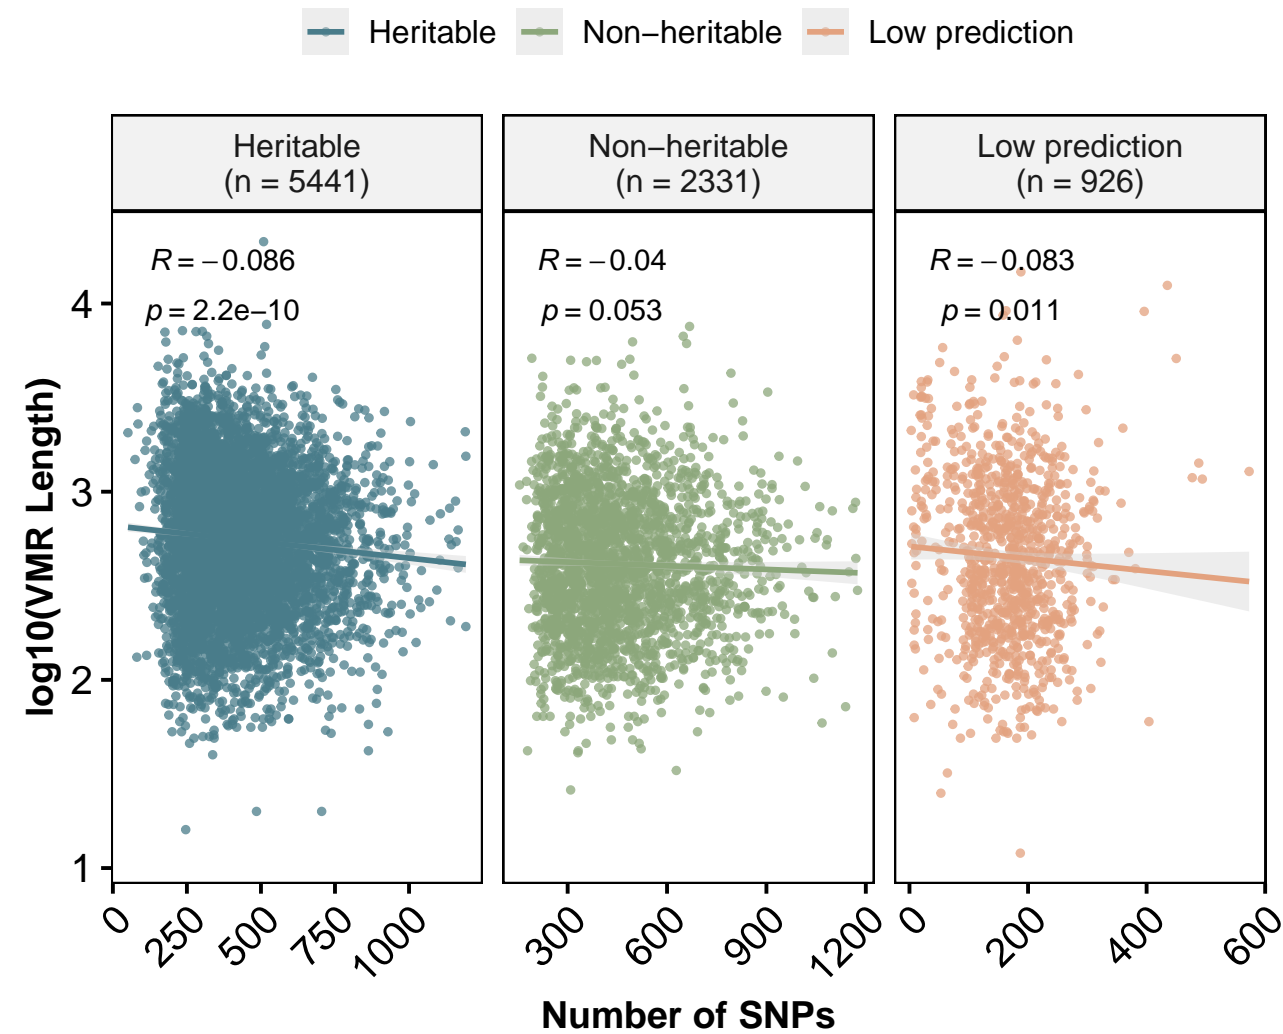 Heritable Non−heritable Low prediction
Heritable
(n = 5441)
Non−heritable
(n = 2331)
Low prediction
(n = 926)
R = −0.086
p = 2.2e−10
R = −0.04
p = 0.053
R = −0.083
p = 0.011
log10(VMR Length)
4
3
2
1
0 250 500 750 1000
300 600 900 1200
0 200 400 600
Number of SNPs